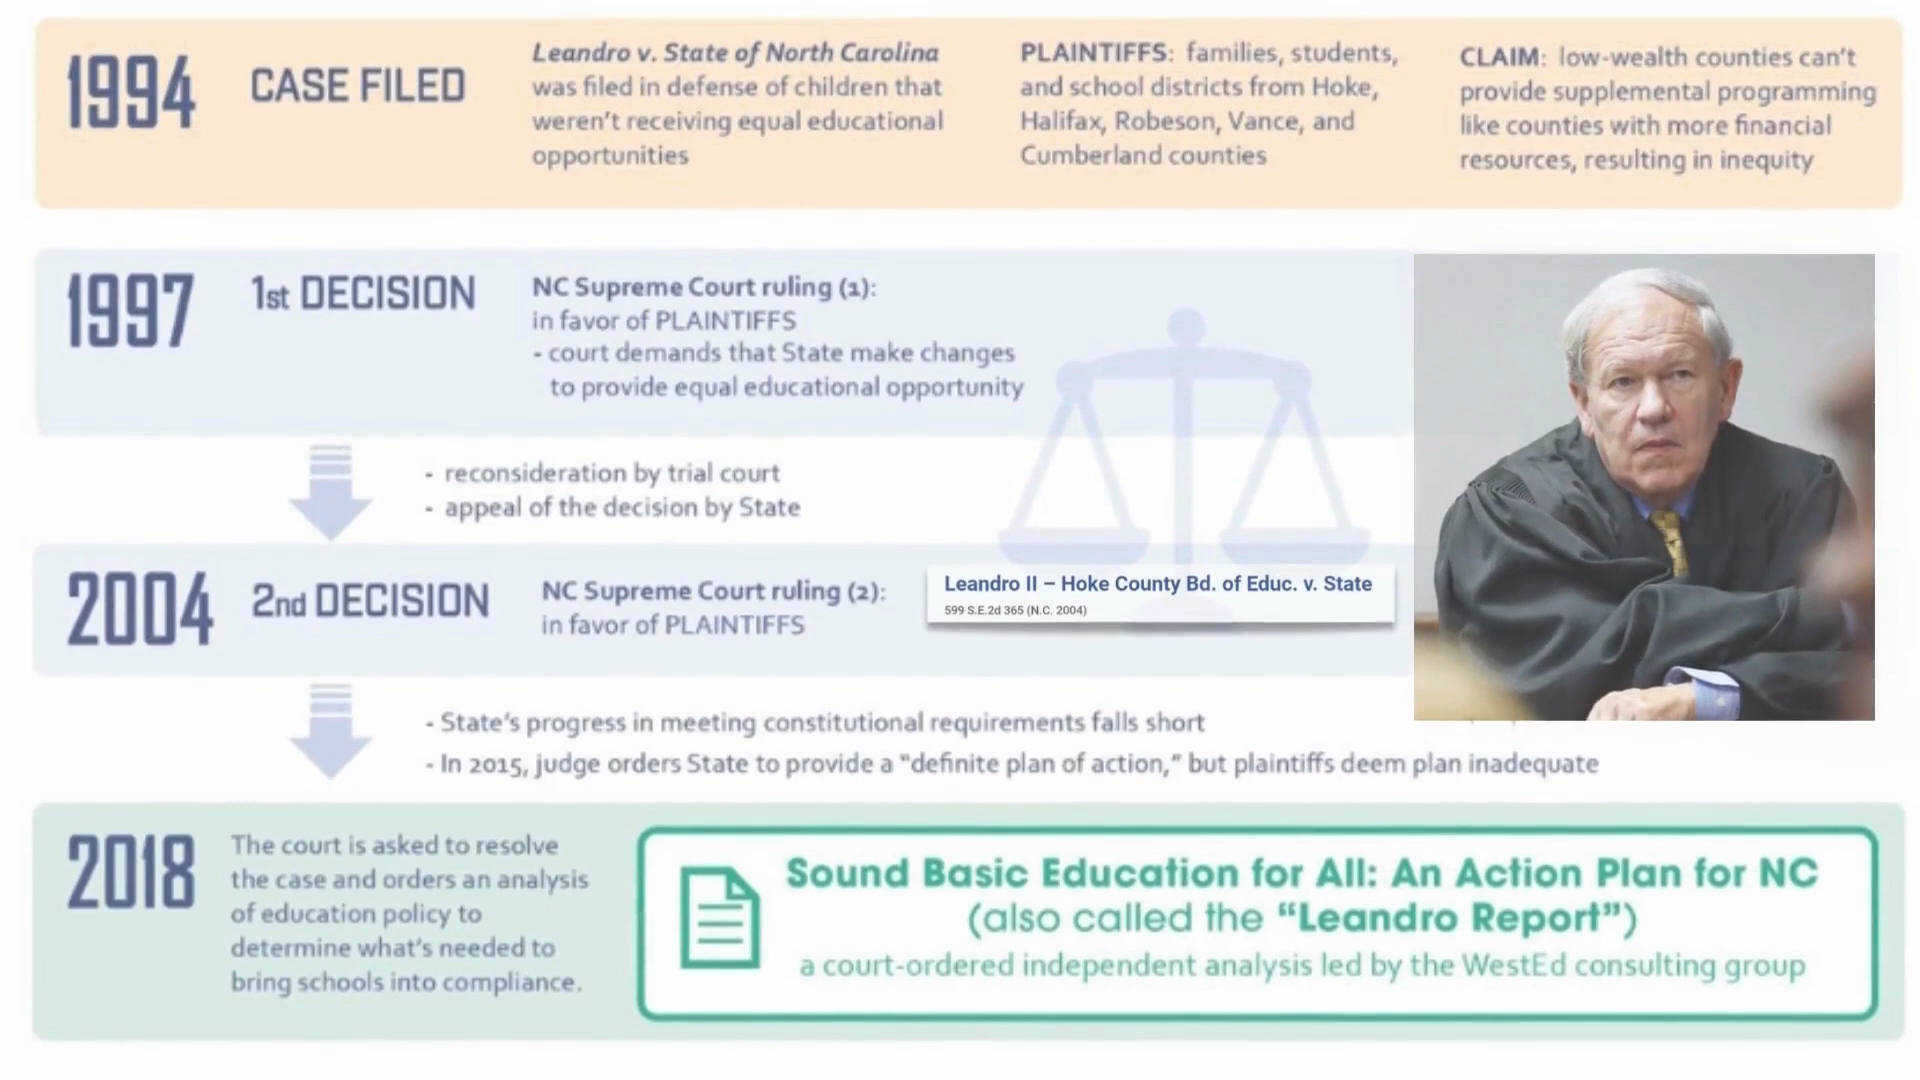 1994
CASE FILED
Leandro v. State of North Carolina
was filed in defense of children that
weren't receiving equal educational
opportunities
PLAINTIFFS: families, students,
and school districts from Hoke,
Halifax, Robeson, Vance, and
Cumberland counties
CLAIM: low-wealth counties can't
provide supplemental programming
like counties with more financial
resources, resulting in inequity
1997
1st DECISION
NC Supreme Court ruling (1):
in favor of PLAINTIFFS
- court demands that State make changes
to provide equal educational opportunity
- reconsideration by trial court
- appeal of the decision by State
2004
2nd DECISION
NC Supreme Court ruling (2):
in favor of PLAINTIFFS
Leandro II – Hoke County Bd. of Educ. v. State
599 S.E.2d 365 (N.C. 2004)
- State's progress in meeting constitutional requirements falls short
- In 2015, judge orders State to provide a "definite plan of action," but plaintiffs deem plan inadequate
2018
The court is asked to resolve
the case and orders an analysis
of education policy to
determine what's needed to
bring schools into compliance.
Sound Basic Education for All: An Action Plan for NC
(also called the “Leandro Report”)
a court-ordered independent analysis led by the WestEd consulting group